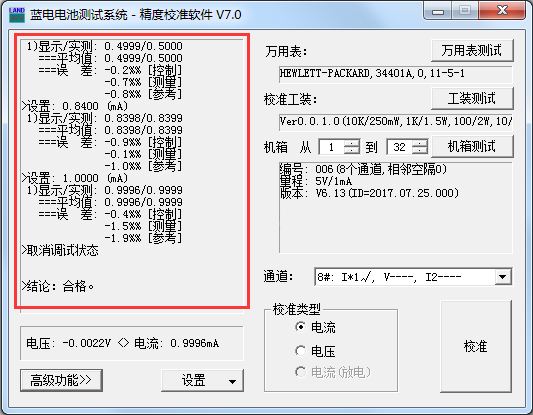 LAND
蓝电电池测试系统 - 精度校准软件 V7.0
1)显示/实测: 0.4999/0.5000
===平均值: 0.4999/0.5000
===误 差: -0.2%% [控制]
-0.7%% [测量]
-0.8%% [参考]
>设置: 0.8400 (mA)
1)显示/实测: 0.8398/0.8399
===平均值: 0.8398/0.8399
===误 差: -0.9%% [控制]
-0.1%% [测量]
-1.0%% [参考]
>设置: 1.0000 (mA)
1)显示/实测: 0.9996/0.9999
===平均值: 0.9996/0.9999
===误 差: -0.4%% [控制]
-1.5%% [测量]
-1.9%% [参考]
>取消调试状态
>结论: 合格。
电压: -0.0022V <> 电流: 0.9996mA
高级功能>>
设置
万用表:
万用表测试
HEWLETT-PACKARD,34401A,0,11-5-1
校准工装:
工装测试
Ver0.0.1.0(10K/250mW,1K/1.5W,100/2W,10/
机箱 从 1 到 32 机箱测试
编号: 006(8个通道,相邻空隔0)
量程: 5V/1mA
版本: V6.13(ID=2017.07.25.000)
通道: 8#: I*1√, V----, I2----
校准类型
电流
电压
电流(放电)
校准